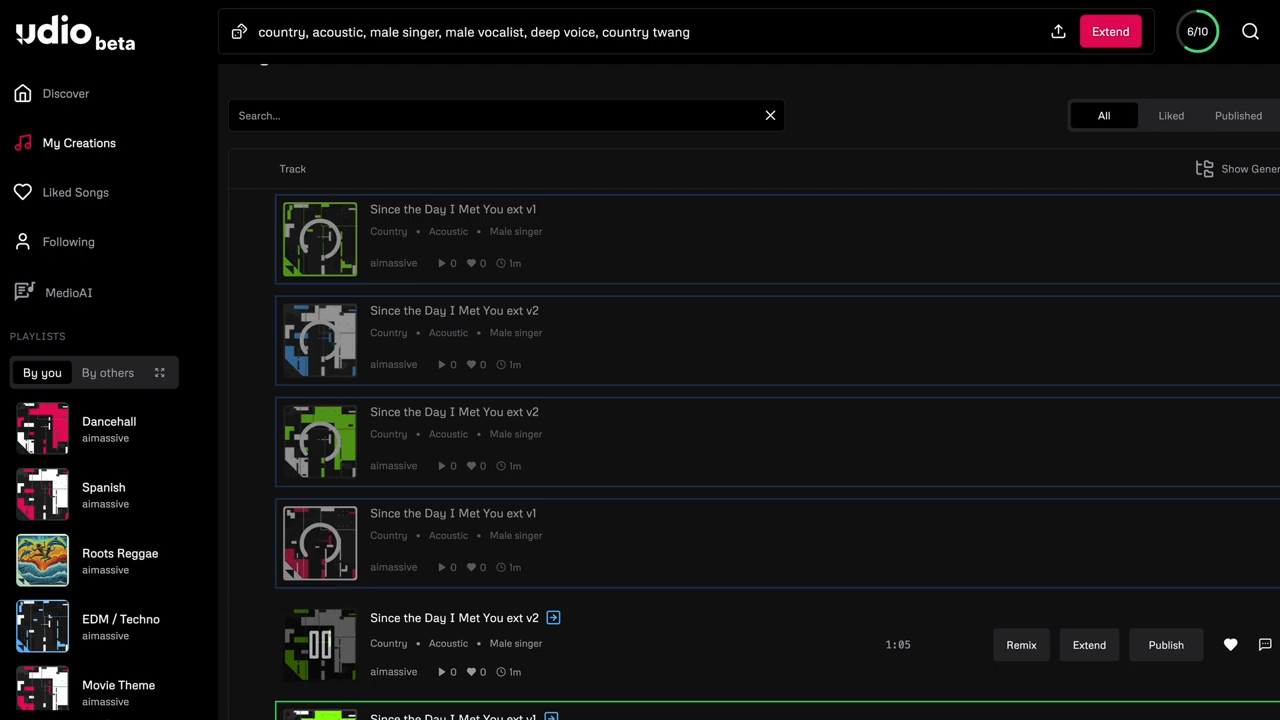 udio beta
country, acoustic, male singer, male vocalist, deep voice, country twang
Extend
6/10
Discover
My Creations
Liked Songs
Following
MedioAI
PLAYLISTS
By you
By others
Dancehall
aimassive
Spanish
aimassive
Roots Reggae
aimassive
EDM / Techno
aimassive
Movie Theme
aimassive
Search...
All
Liked
Published
Track
Show Gener
Since the Day I Met You ext v1
Country • Acoustic • Male singer
aimassive 0 0 1m
Since the Day I Met You ext v2
Country • Acoustic • Male singer
aimassive 0 0 1m
Since the Day I Met You ext v2
Country • Acoustic • Male singer
aimassive 0 0 1m
Since the Day I Met You ext v1
Country • Acoustic • Male singer
aimassive 0 0 1m
Since the Day I Met You ext v2
Country • Acoustic • Male singer
aimassive 0 0 1m
1:05
Remix
Extend
Publish
Since the Day I Met You ext v1